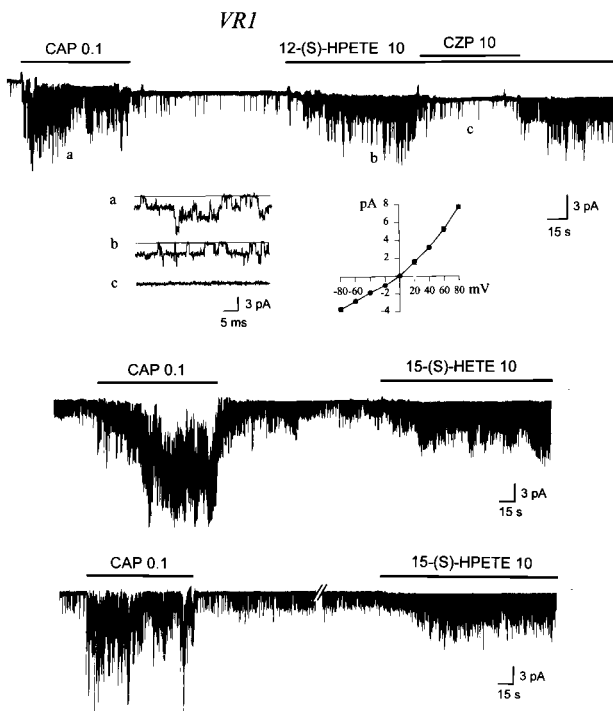 VR1
CAP 0.1
12-(S)-HPETE 10
CZP 10
a
b
c
3 pA
15 s
a
b
c
3 pA
5 ms
pA
8
6
4
2
0
-2
-4
-80 -60
20 40 60 80 mV
CAP 0.1
15-(S)-HETE 10
3 pA
15 s
CAP 0.1
15-(S)-HPETE 10
3 pA
15 s